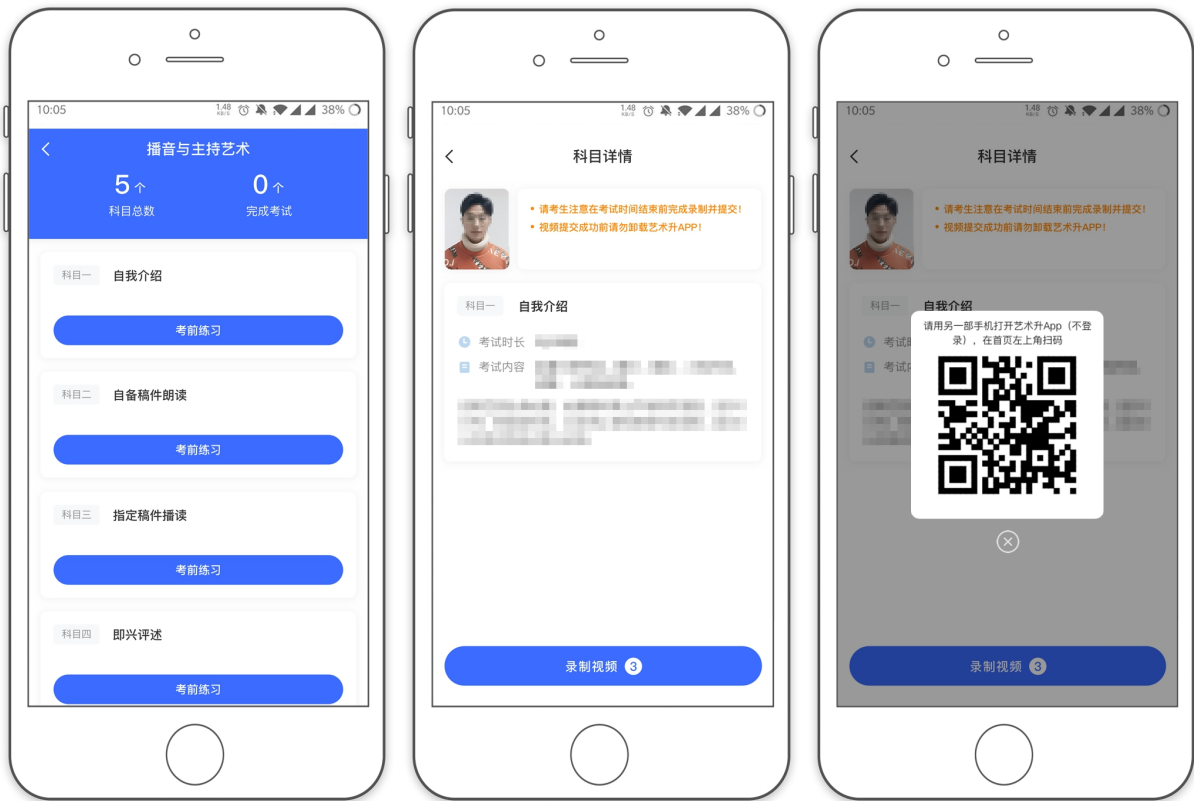 10:05
1.48
KB/S
38%
播音与主持艺术
5个
0个
科目总数
完成考试
科目一
自我介绍
考前练习
科目二
自备稿件朗读
考前练习
科目三
指定稿件播读
考前练习
科目四
即兴评述
考前练习
10:05
1.48
KB/S
38%
科目详情
• 请考生注意在考试时间结束前完成录制并提交！
• 视频提交成功前请勿卸载艺术升APP！
科目一
自我介绍
考试时长
考试内容
录制视频 3
10:05
1.48
KB/S
38%
科目详情
• 请考生注意在考试时间结束前完成录制并提交！
• 视频提交成功前请勿卸载艺术升APP！
科目一
自我介绍
请用另一部手机打开艺术升App（不登
录），在首页左上角扫码
考试时
考试内
录制视频 3